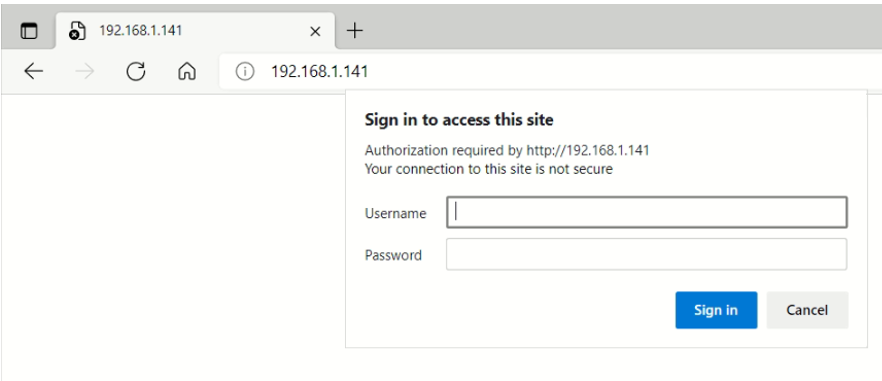 192.168.1.141
192.168.1.141
Sign in to access this site
Authorization required by http://192.168.1.141
Your connection to this site is not secure
Username
Password
Sign in Cancel